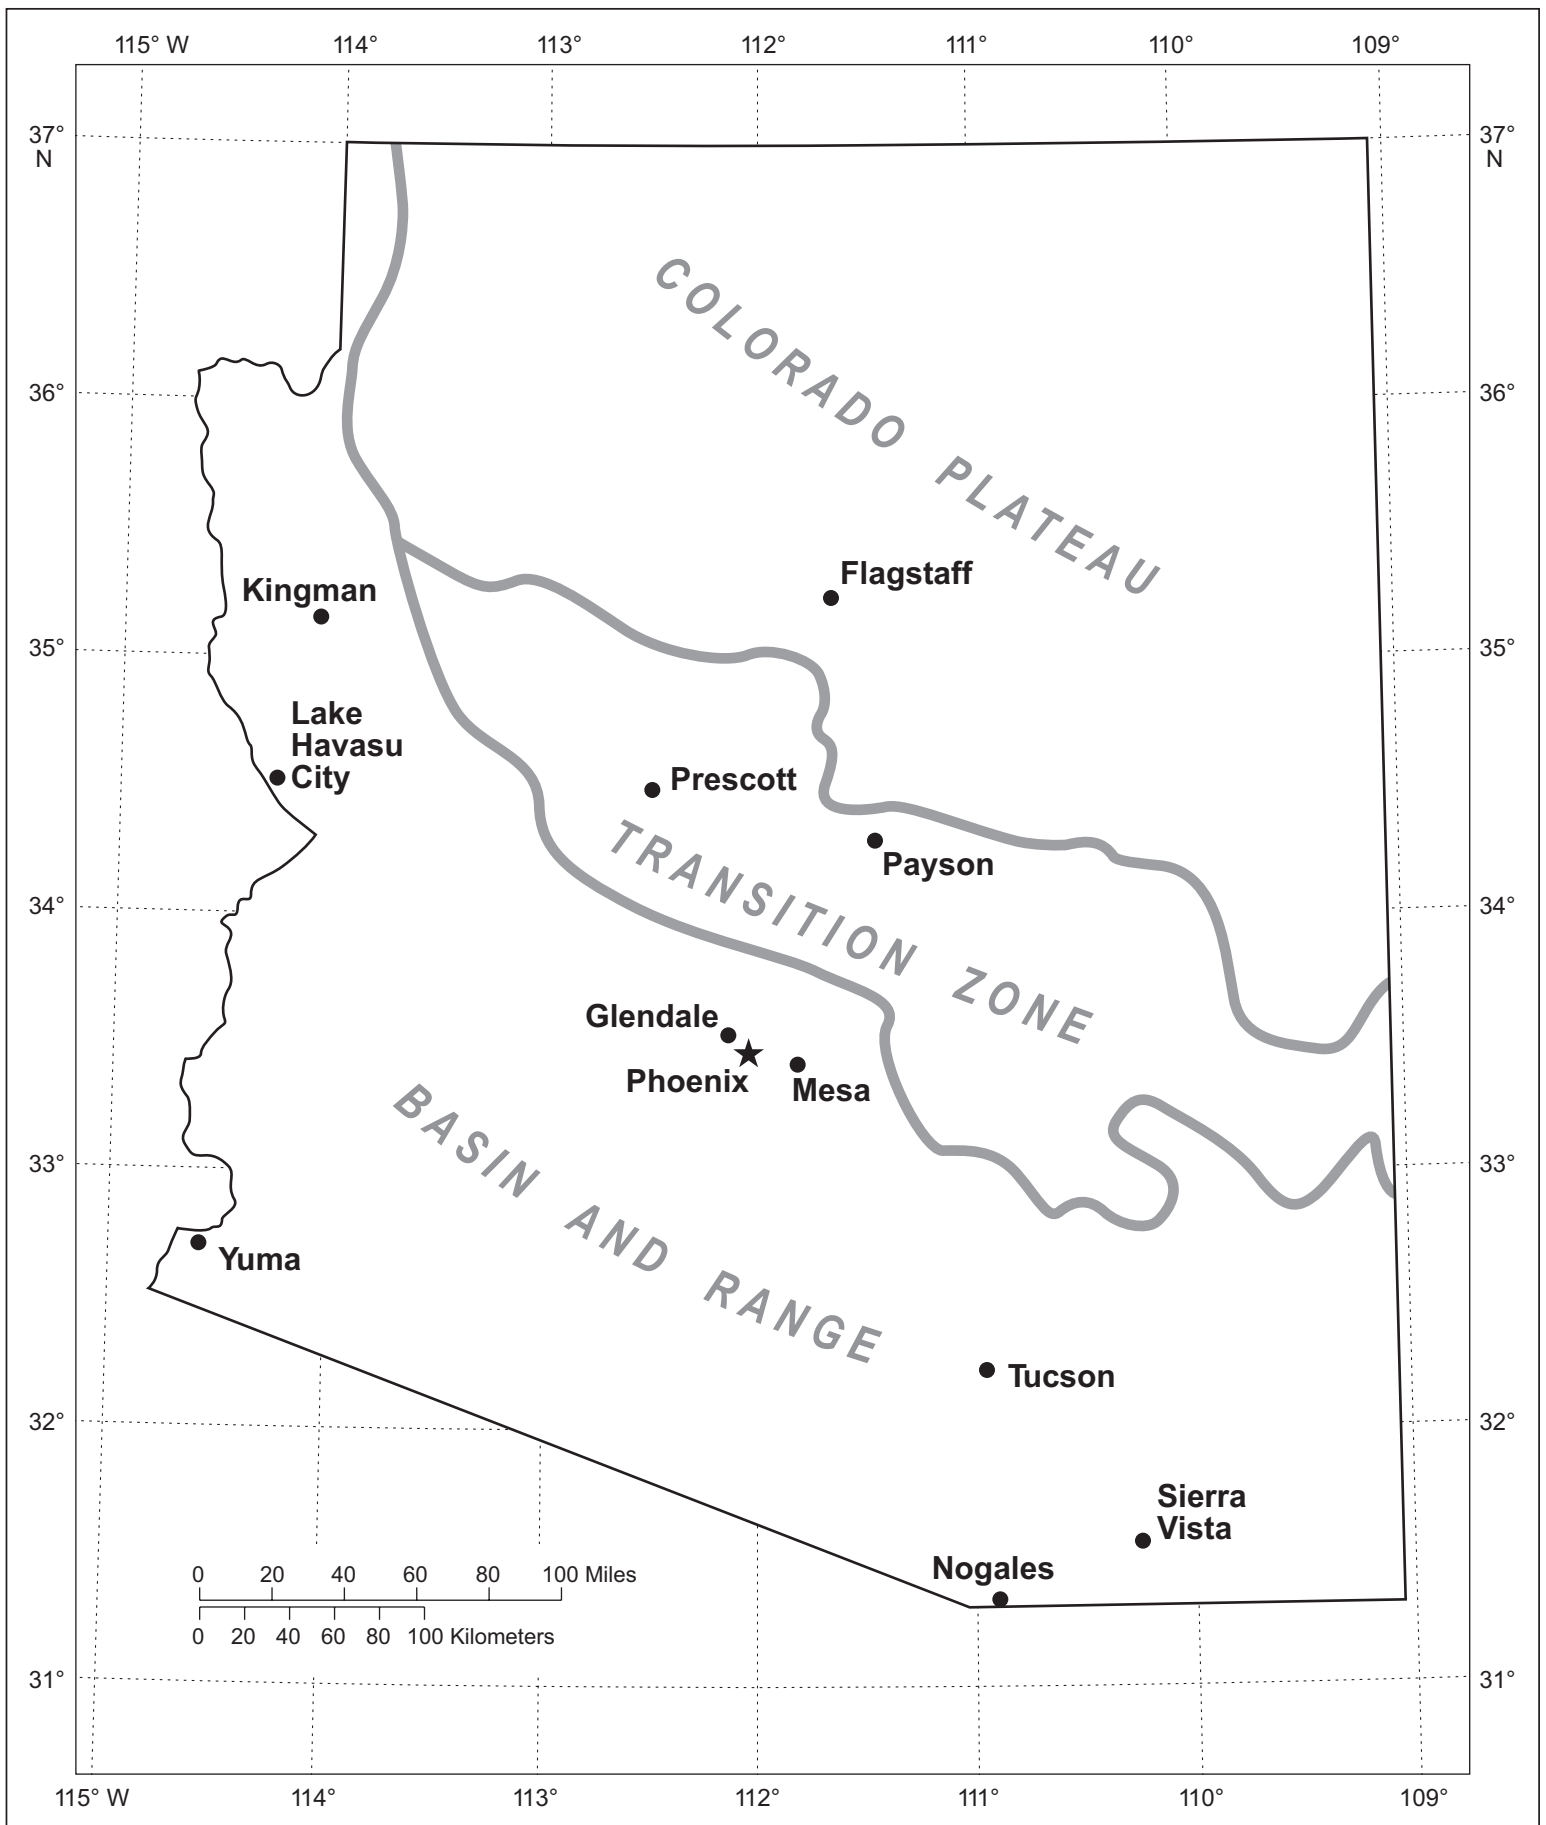 115° W 114° 113° 112° 111° 110° 109°
37° 37°
N N
COLORADO PLATEAU
36° 36°
Flagstaff
Kingman
35° 35°
Lake
Havasu
City
Prescott
TRANSITION ZONE
Payson
34° 34°
Glendale
Phoenix
Mesa
BASIN AND RANGE
33° 33°
Yuma
Tucson
32° 32°
Sierra
Vista
Nogales
0 20 40 60 80 100 Miles
0 20 40 60 80 100 Kilometers
31° 31°
115° W 114° 113° 112° 111° 110° 109°